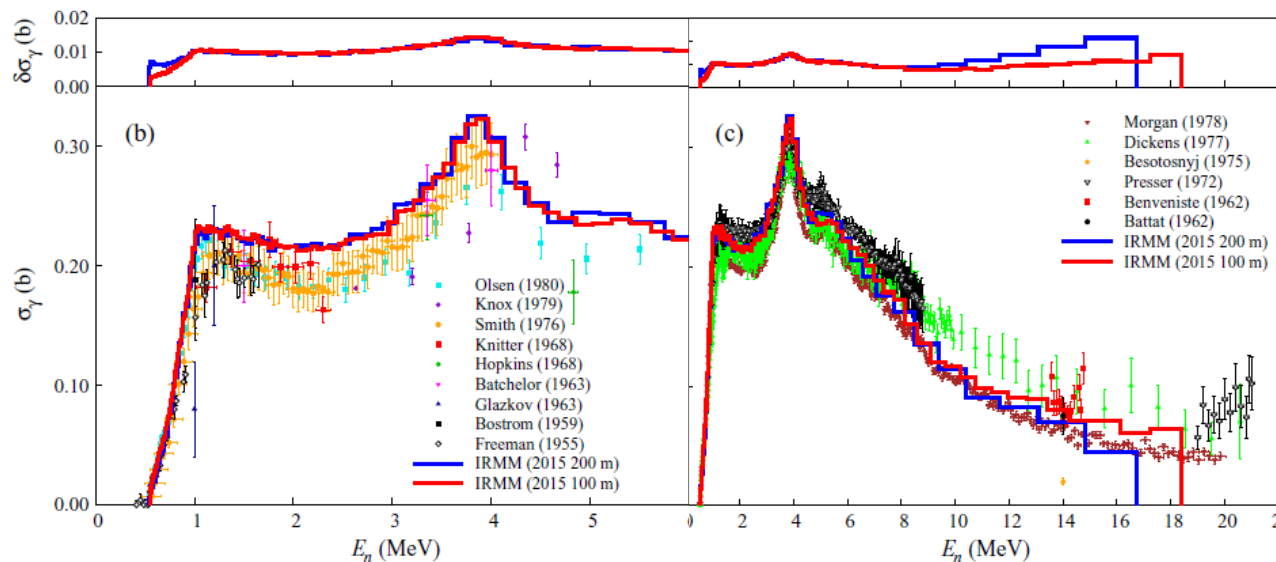 0.02
0.01
0.00
δσγ (b)
(b)
0.30
0.20
0.10
0.00
σγ (b)
Olsen (1980)
Knox (1979)
Smith (1976)
Knitter (1968)
Hopkins (1968)
Batchelor (1963)
Glazkov (1963)
Bostrom (1959)
Freeman (1955)
IRMM (2015 200 m)
IRMM (2015 100 m)
0 1 2 3 4 5
En (MeV)
(c)
Morgan (1978)
Dickens (1977)
Besotosnyj (1975)
Presser (1972)
Benveniste (1962)
Battat (1962)
IRMM (2015 200 m)
IRMM (2015 100 m)
0 2 4 6 8 10 12 14 16 18 20 22
En (MeV)